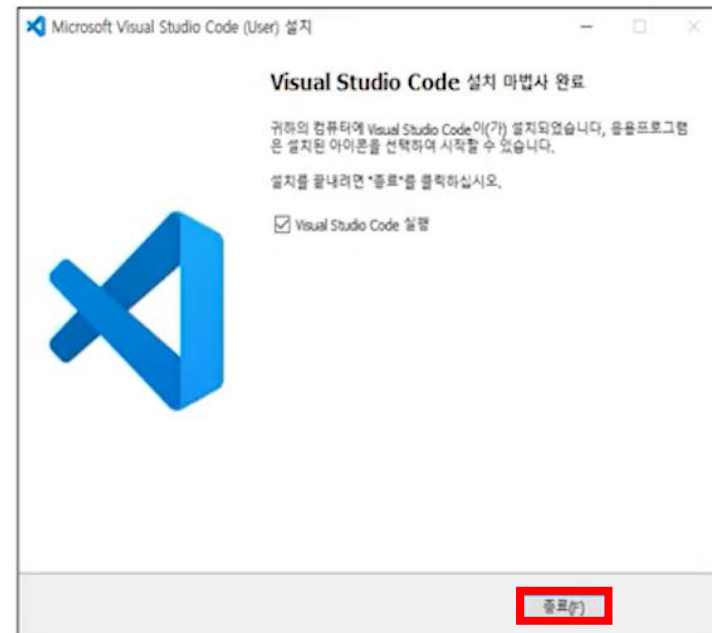 Microsoft Visual Studio Code (User) 설치
Visual Studio Code 설치 마법사 완료
귀하의 컴퓨터에 Visual Studio Code이(가) 설치되었습니다, 응용프로그램
은 설치된 아이콘을 선택하여 시작할 수 있습니다.
설치를 끝내려면 "종료"를 클릭하십시오.
Visual Studio Code 실행
종료(F)